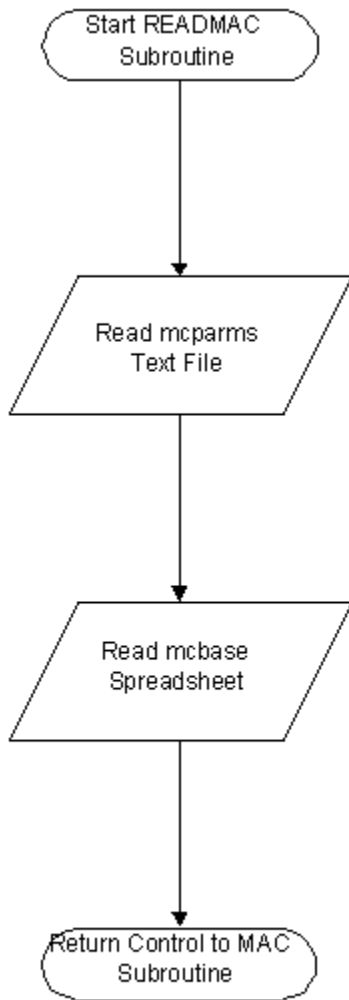 Start READMAC
Subroutine
Read mcparms
Text File
Read mcbase
Spreadsheet
Return Control to MAC
Subroutine